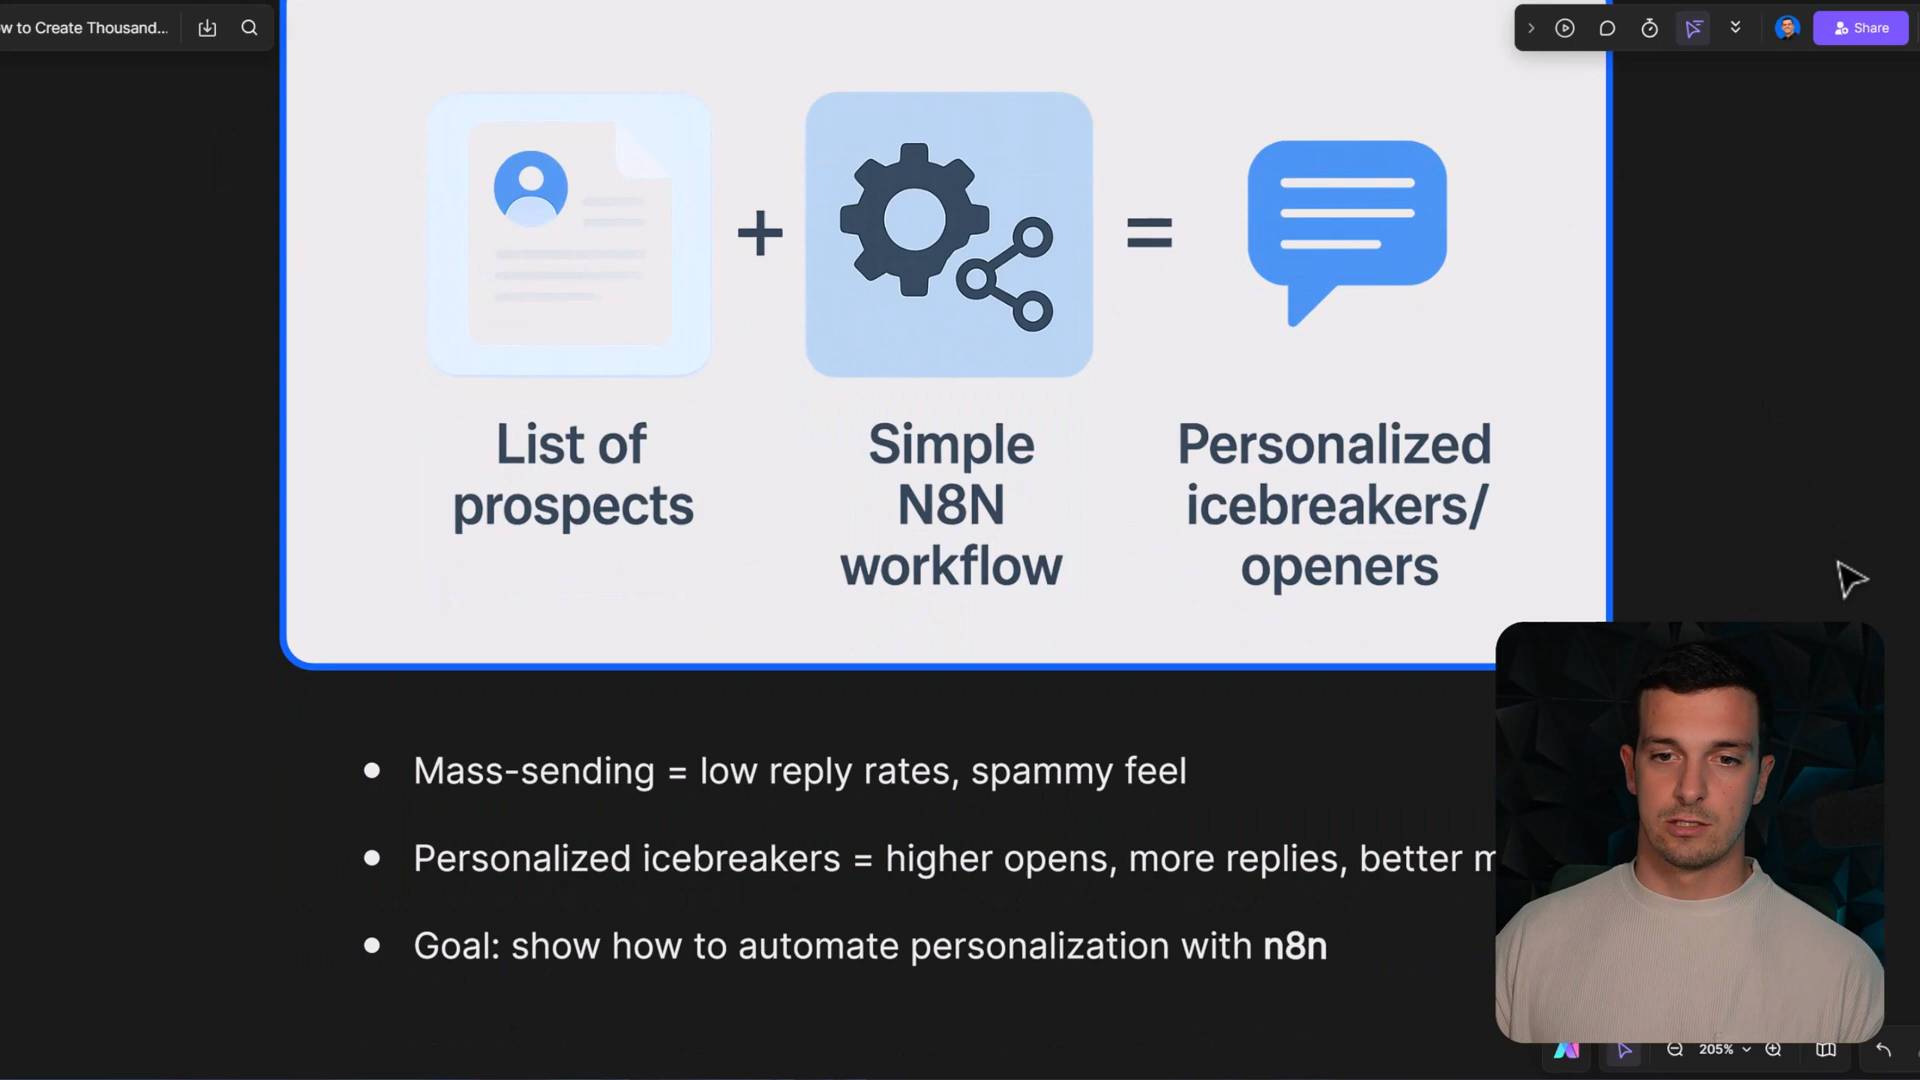 ow to Create Thousand...
Share
List of
prospects
Simple
N8N
workflow
Personalized
icebreakers/
openers
Mass-sending = low reply rates, spammy feel
Personalized icebreakers = higher opens, more replies, better m
Goal: show how to automate personalization with n8n
205%